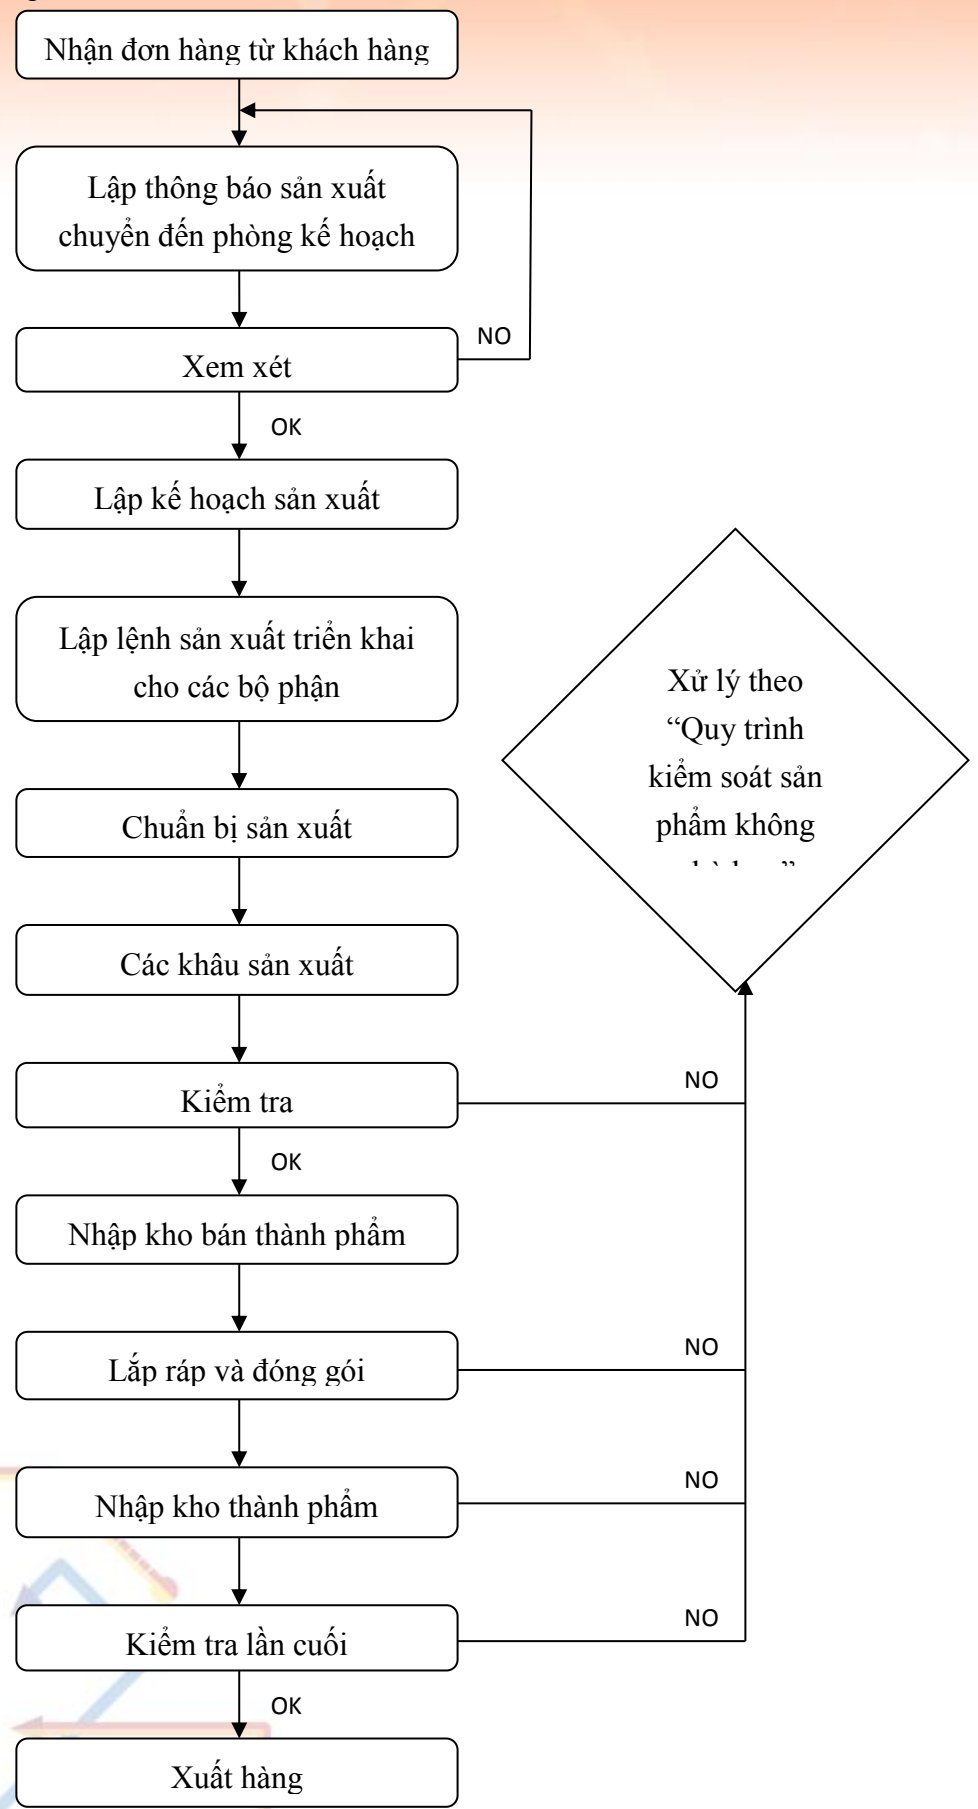 Nhận đơn hàng từ khách hàng
Lập thông báo sản xuất
chuyển đến phòng kế hoạch
NO
Xem xét
OK
Lập kế hoạch sản xuất
Lập lệnh sản xuất triển khai
cho các bộ phận
Xử lý theo
“Quy trình
kiểm soát sản
phẩm không
Chuẩn bị sản xuất
Các khâu sản xuất
NO
Kiểm tra
OK
Nhập kho bán thành phẩm
NO
Lắp ráp và đóng gói
NO
Nhập kho thành phẩm
NO
Kiểm tra lần cuối
OK
Xuất hàng